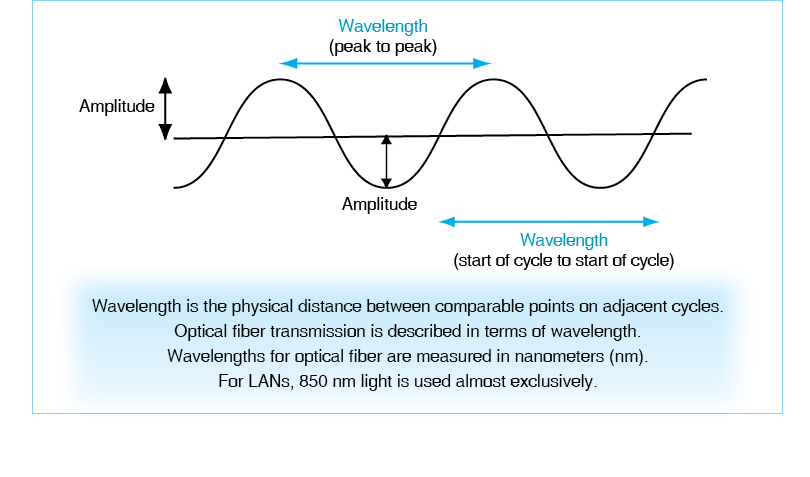 Wavelength
(peak to peak)
Amplitude
Amplitude
Wavelength
(start of cycle to start of cycle)
Wavelength is the physical distance between comparable points on adjacent cycles.
Optical fiber transmission is described in terms of wavelength.
Wavelengths for optical fiber are measured in nanometers (nm).
For LANs, 850 nm light is used almost exclusively.